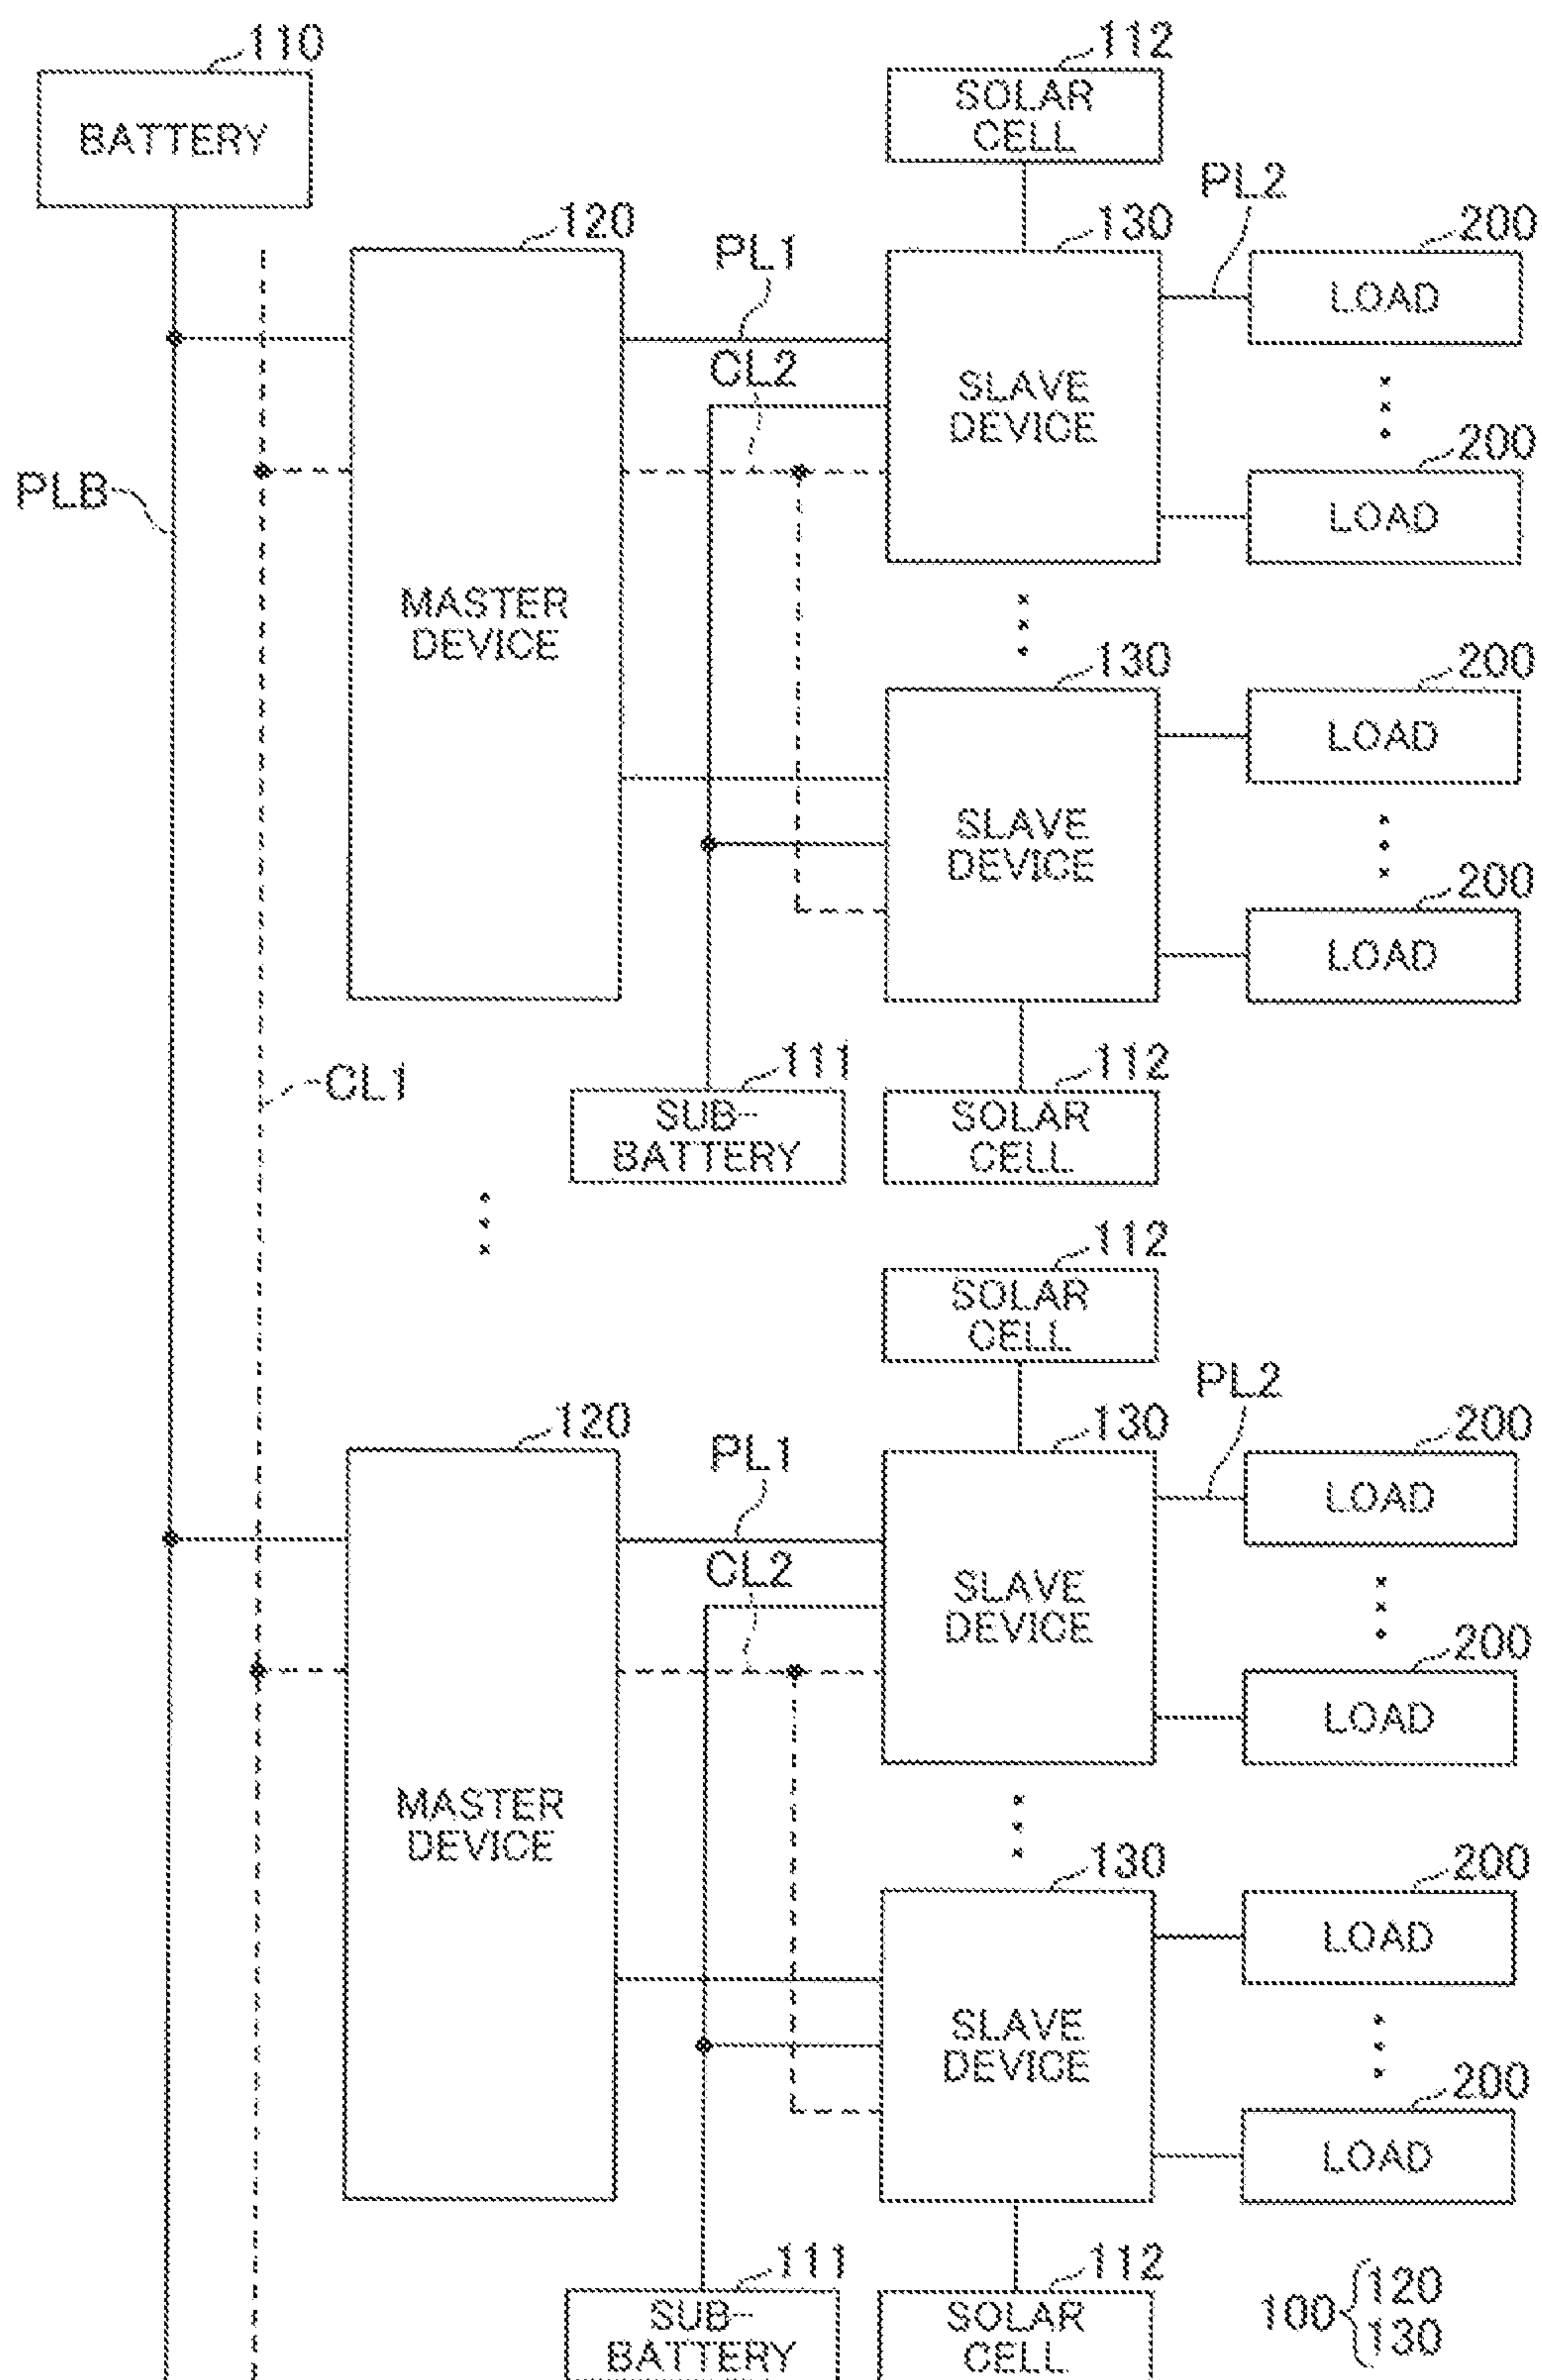 110
BATTERY
112
SOLAR
CELL
PL2
120
PL1
130
200
LOAD
CL2
SLAVE
DEVICE
200
LOAD
PLB
MASTER
DEVICE
130
200
LOAD
SLAVE
DEVICE
200
LOAD
CL1
111
SUB-
BATTERY
112
SOLAR
CELL
112
SOLAR
CELL
PL2
120
PL1
130
200
LOAD
CL2
SLAVE
DEVICE
200
LOAD
MASTER
DEVICE
130
200
LOAD
SLAVE
DEVICE
200
LOAD
111
SUB-
BATTERY
112
SOLAR
CELL
100{120
130